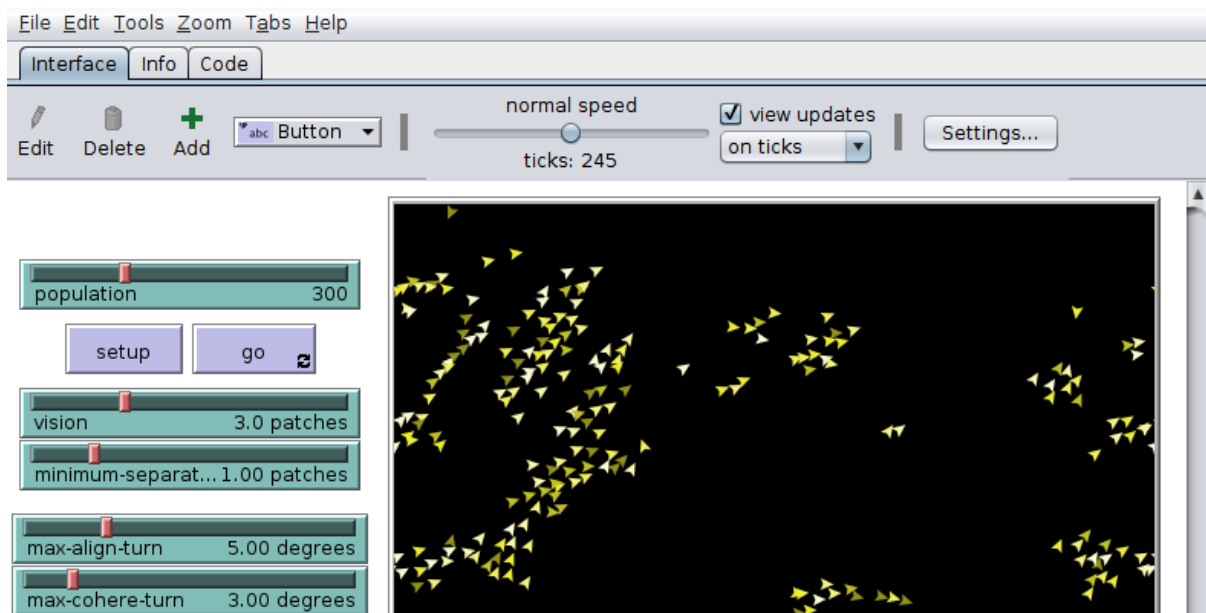 File Edit Tools Zoom Tabs Help
Interface Info Code
normal speed
Edit Delete Add abc Button view updates
on ticks Settings...
ticks: 245
population 300
setup go
vision 3.0 patches
minimum-separat... 1.00 patches
max-align-turn 5.00 degrees
max-cohere-turn 3.00 degrees